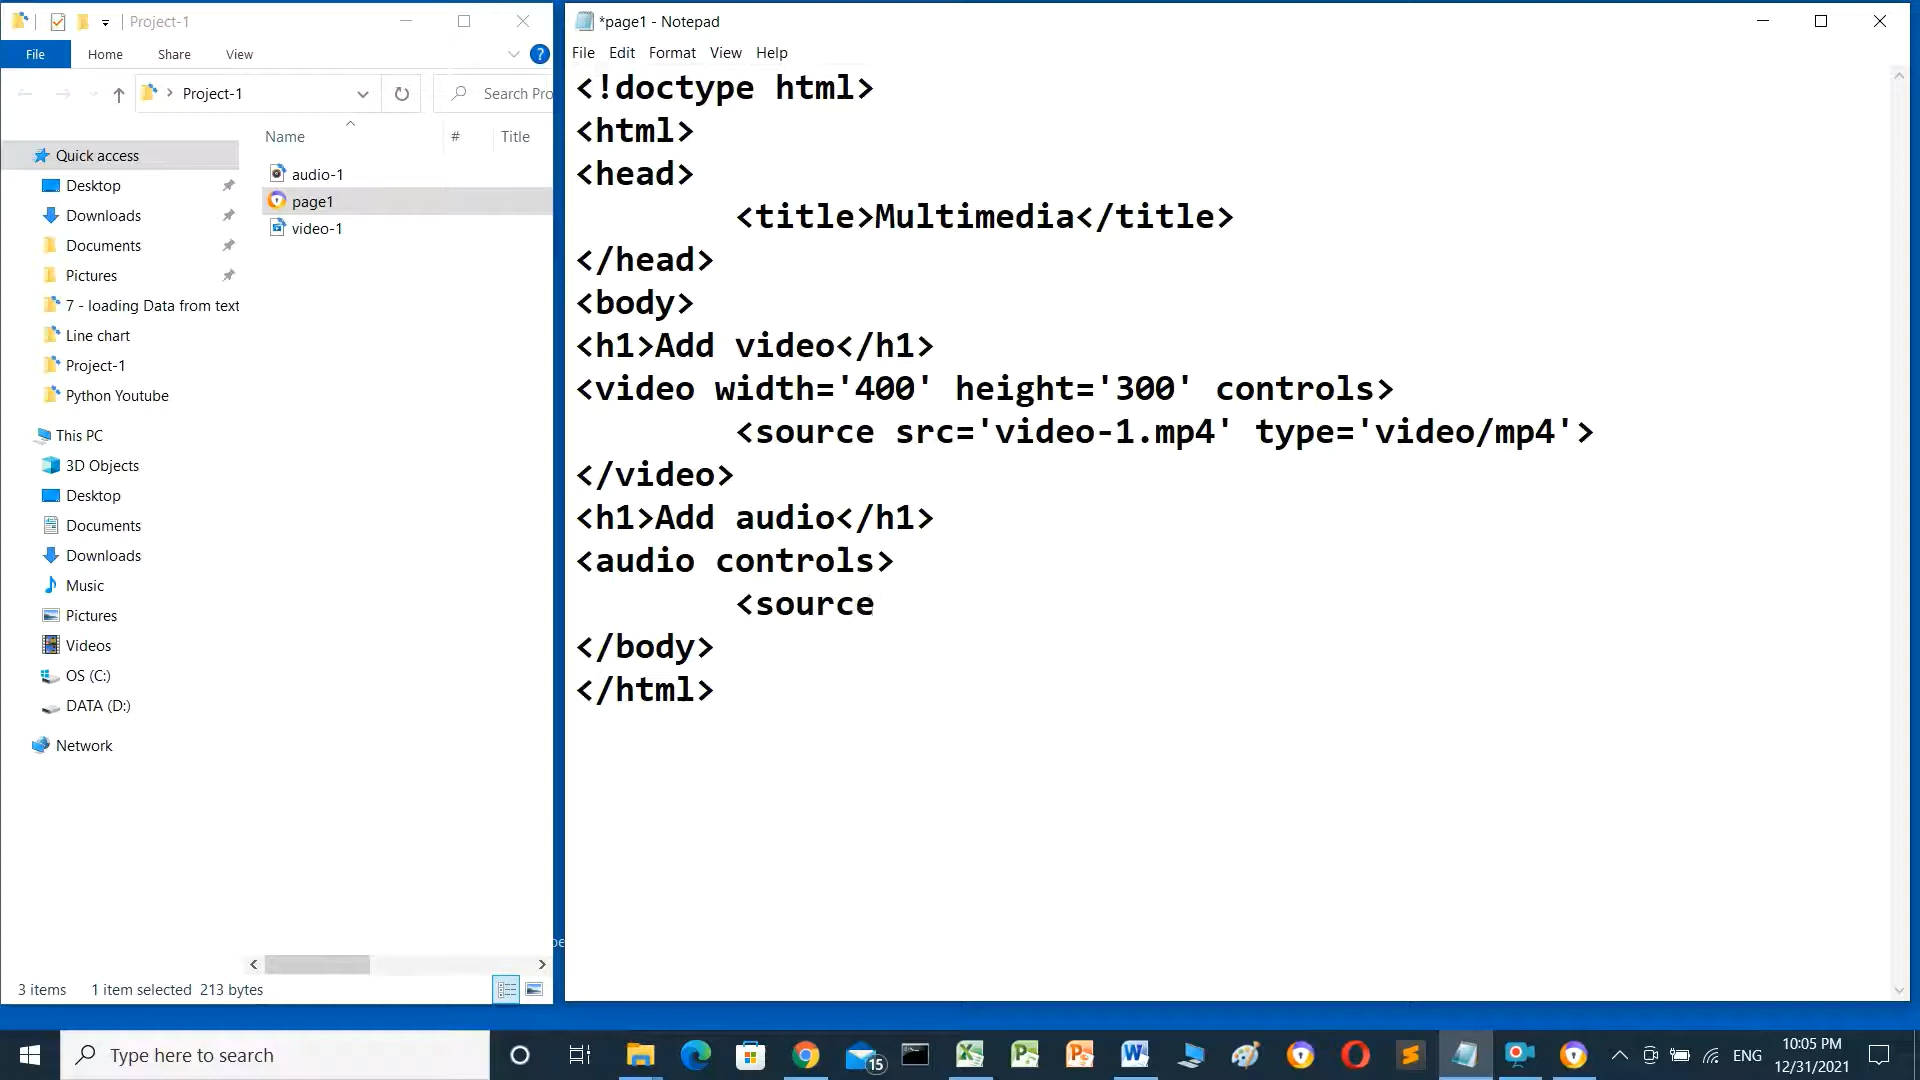 Project-1
File
Home
Share
View
?
Project-1
Search Pro
Name
#
Title
Quick access
Desktop
Downloads
Documents
Pictures
7 - loading Data from text
Line chart
Project-1
Python Youtube
This PC
3D Objects
Desktop
Documents
Downloads
Music
Pictures
Videos
OS (C:)
DATA (D:)
Network
audio-1
page1
video-1
3 items
1 item selected
213 bytes
*page1 - Notepad
File
Edit
Format
View
Help
<!doctype html>
<html>
<head>
<title>Multimedia</title>
</head>
<body>
<h1>Add video</h1>
<video width='400' height='300' controls>
<source src='video-1.mp4' type='video/mp4'>
</video>
<h1>Add audio</h1>
<audio controls>
<source
</body>
</html>
Type here to search
15
ENG
10:05 PM
12/31/2021